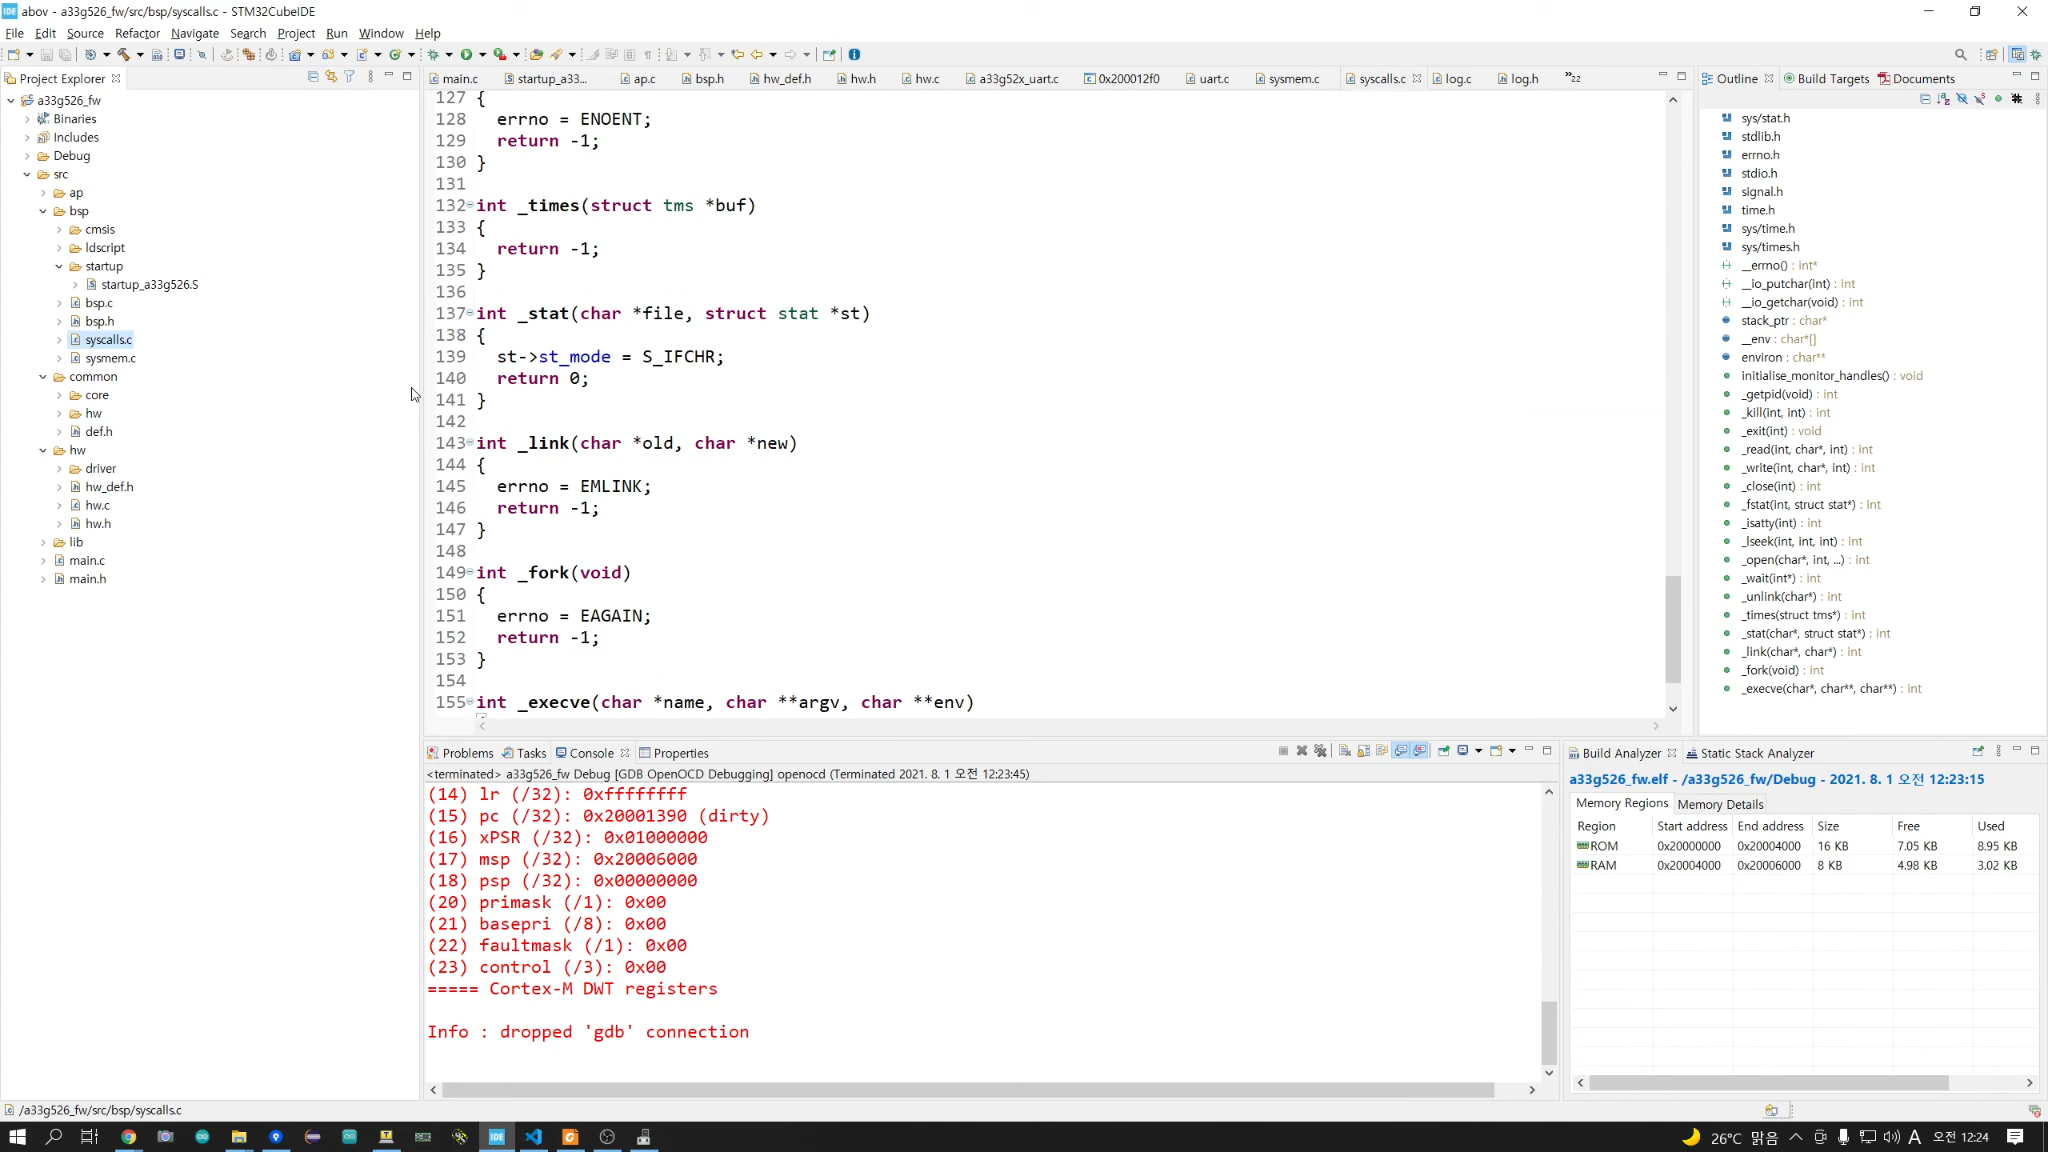 IDE abov - a33g526_fw/src/bsp/syscalls.c - STM32CubeIDE
File Edit Source Refactor Navigate Search Project Run Window Help
Project Explorer
main.c startup_a33... ap.c bsp.h hw_def.h hw.h hw.c a33g52x_uart.c 0x200012f0 uart.c sysmem.c syscalls.c log.c log.h »22
Outline Build Targets Documents
a33g526_fw
Binaries
Includes
Debug
src
ap
bsp
cmsis
ldscript
startup
startup_a33g526.S
bsp.c
bsp.h
syscalls.c
sysmem.c
common
core
hw
def.h
hw
driver
hw_def.h
hw.c
hw.h
lib
main.c
main.h
127 {
128 errno = ENOENT;
129 return -1;
130 }
131
132 int _times(struct tms *buf)
133 {
134 return -1;
135 }
136
137 int _stat(char *file, struct stat *st)
138 {
139 st->st_mode = S_IFCHR;
140 return 0;
141 }
142
143 int _link(char *old, char *new)
144 {
145 errno = EMLINK;
146 return -1;
147 }
148
149 int _fork(void)
150 {
151 errno = EAGAIN;
152 return -1;
153 }
154
155 int _execve(char *name, char **argv, char **env)
sys/stat.h
stdlib.h
errno.h
stdio.h
signal.h
time.h
sys/time.h
sys/times.h
__errno() : int*
__io_putchar(int) : int
__io_getchar(void) : int
stack_ptr : char*
__env : char*[]
environ : char**
initialise_monitor_handles() : void
_getpid(void) : int
_kill(int, int) : int
_exit(int) : void
_read(int, char*, int) : int
_write(int, char*, int) : int
_close(int) : int
_fstat(int, struct stat*) : int
_isatty(int) : int
_lseek(int, int, int) : int
_open(char*, int, ...) : int
_wait(int*) : int
_unlink(char*) : int
_times(struct tms*) : int
_stat(char*, struct stat*) : int
_link(char*, char*) : int
_fork(void) : int
_execve(char*, char**, char**) : int
Problems Tasks Console Properties
<terminated> a33g526_fw Debug [GDB OpenOCD Debugging] openocd (Terminated 2021. 8. 1 오전 12:23:45)
(14) lr (/32): 0xffffffff
(15) pc (/32): 0x20001390 (dirty)
(16) xPSR (/32): 0x01000000
(17) msp (/32): 0x20006000
(18) psp (/32): 0x00000000
(20) primask (/1): 0x00
(21) basepri (/8): 0x00
(22) faultmask (/1): 0x00
(23) control (/3): 0x00
===== Cortex-M DWT registers
Info : dropped 'gdb' connection
Build Analyzer Static Stack Analyzer
a33g526_fw.elf - /a33g526_fw/Debug - 2021. 8. 1 오전 12:23:15
Memory Regions Memory Details
Region Start address End address Size Free Used
ROM 0x20000000 0x20004000 16 KB 7.05 KB 8.95 KB
RAM 0x20004000 0x20006000 8 KB 4.98 KB 3.02 KB
/a33g526_fw/src/bsp/syscalls.c
IDE
26°C 맑음 A 오전 12:24